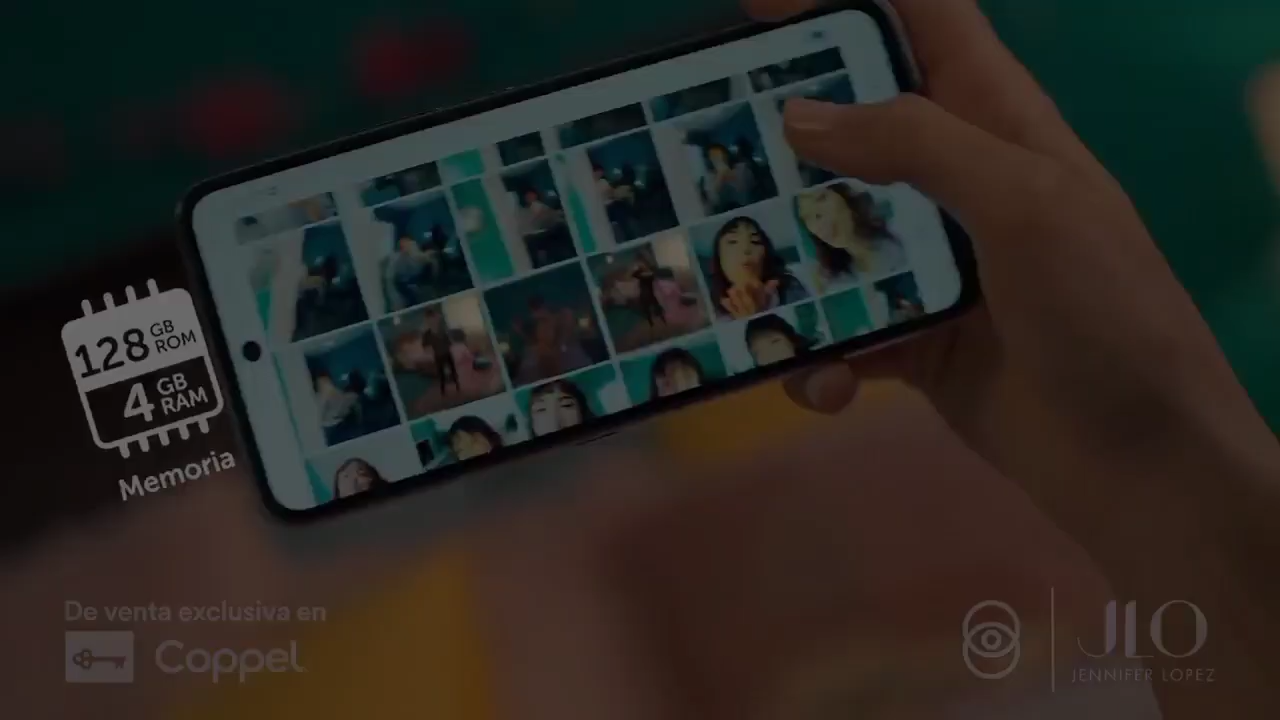 128 GB ROM
4 GB RAM
Memoria
De venta exclusiva en
Coppel
JLO
JENNIFER LOPEZ